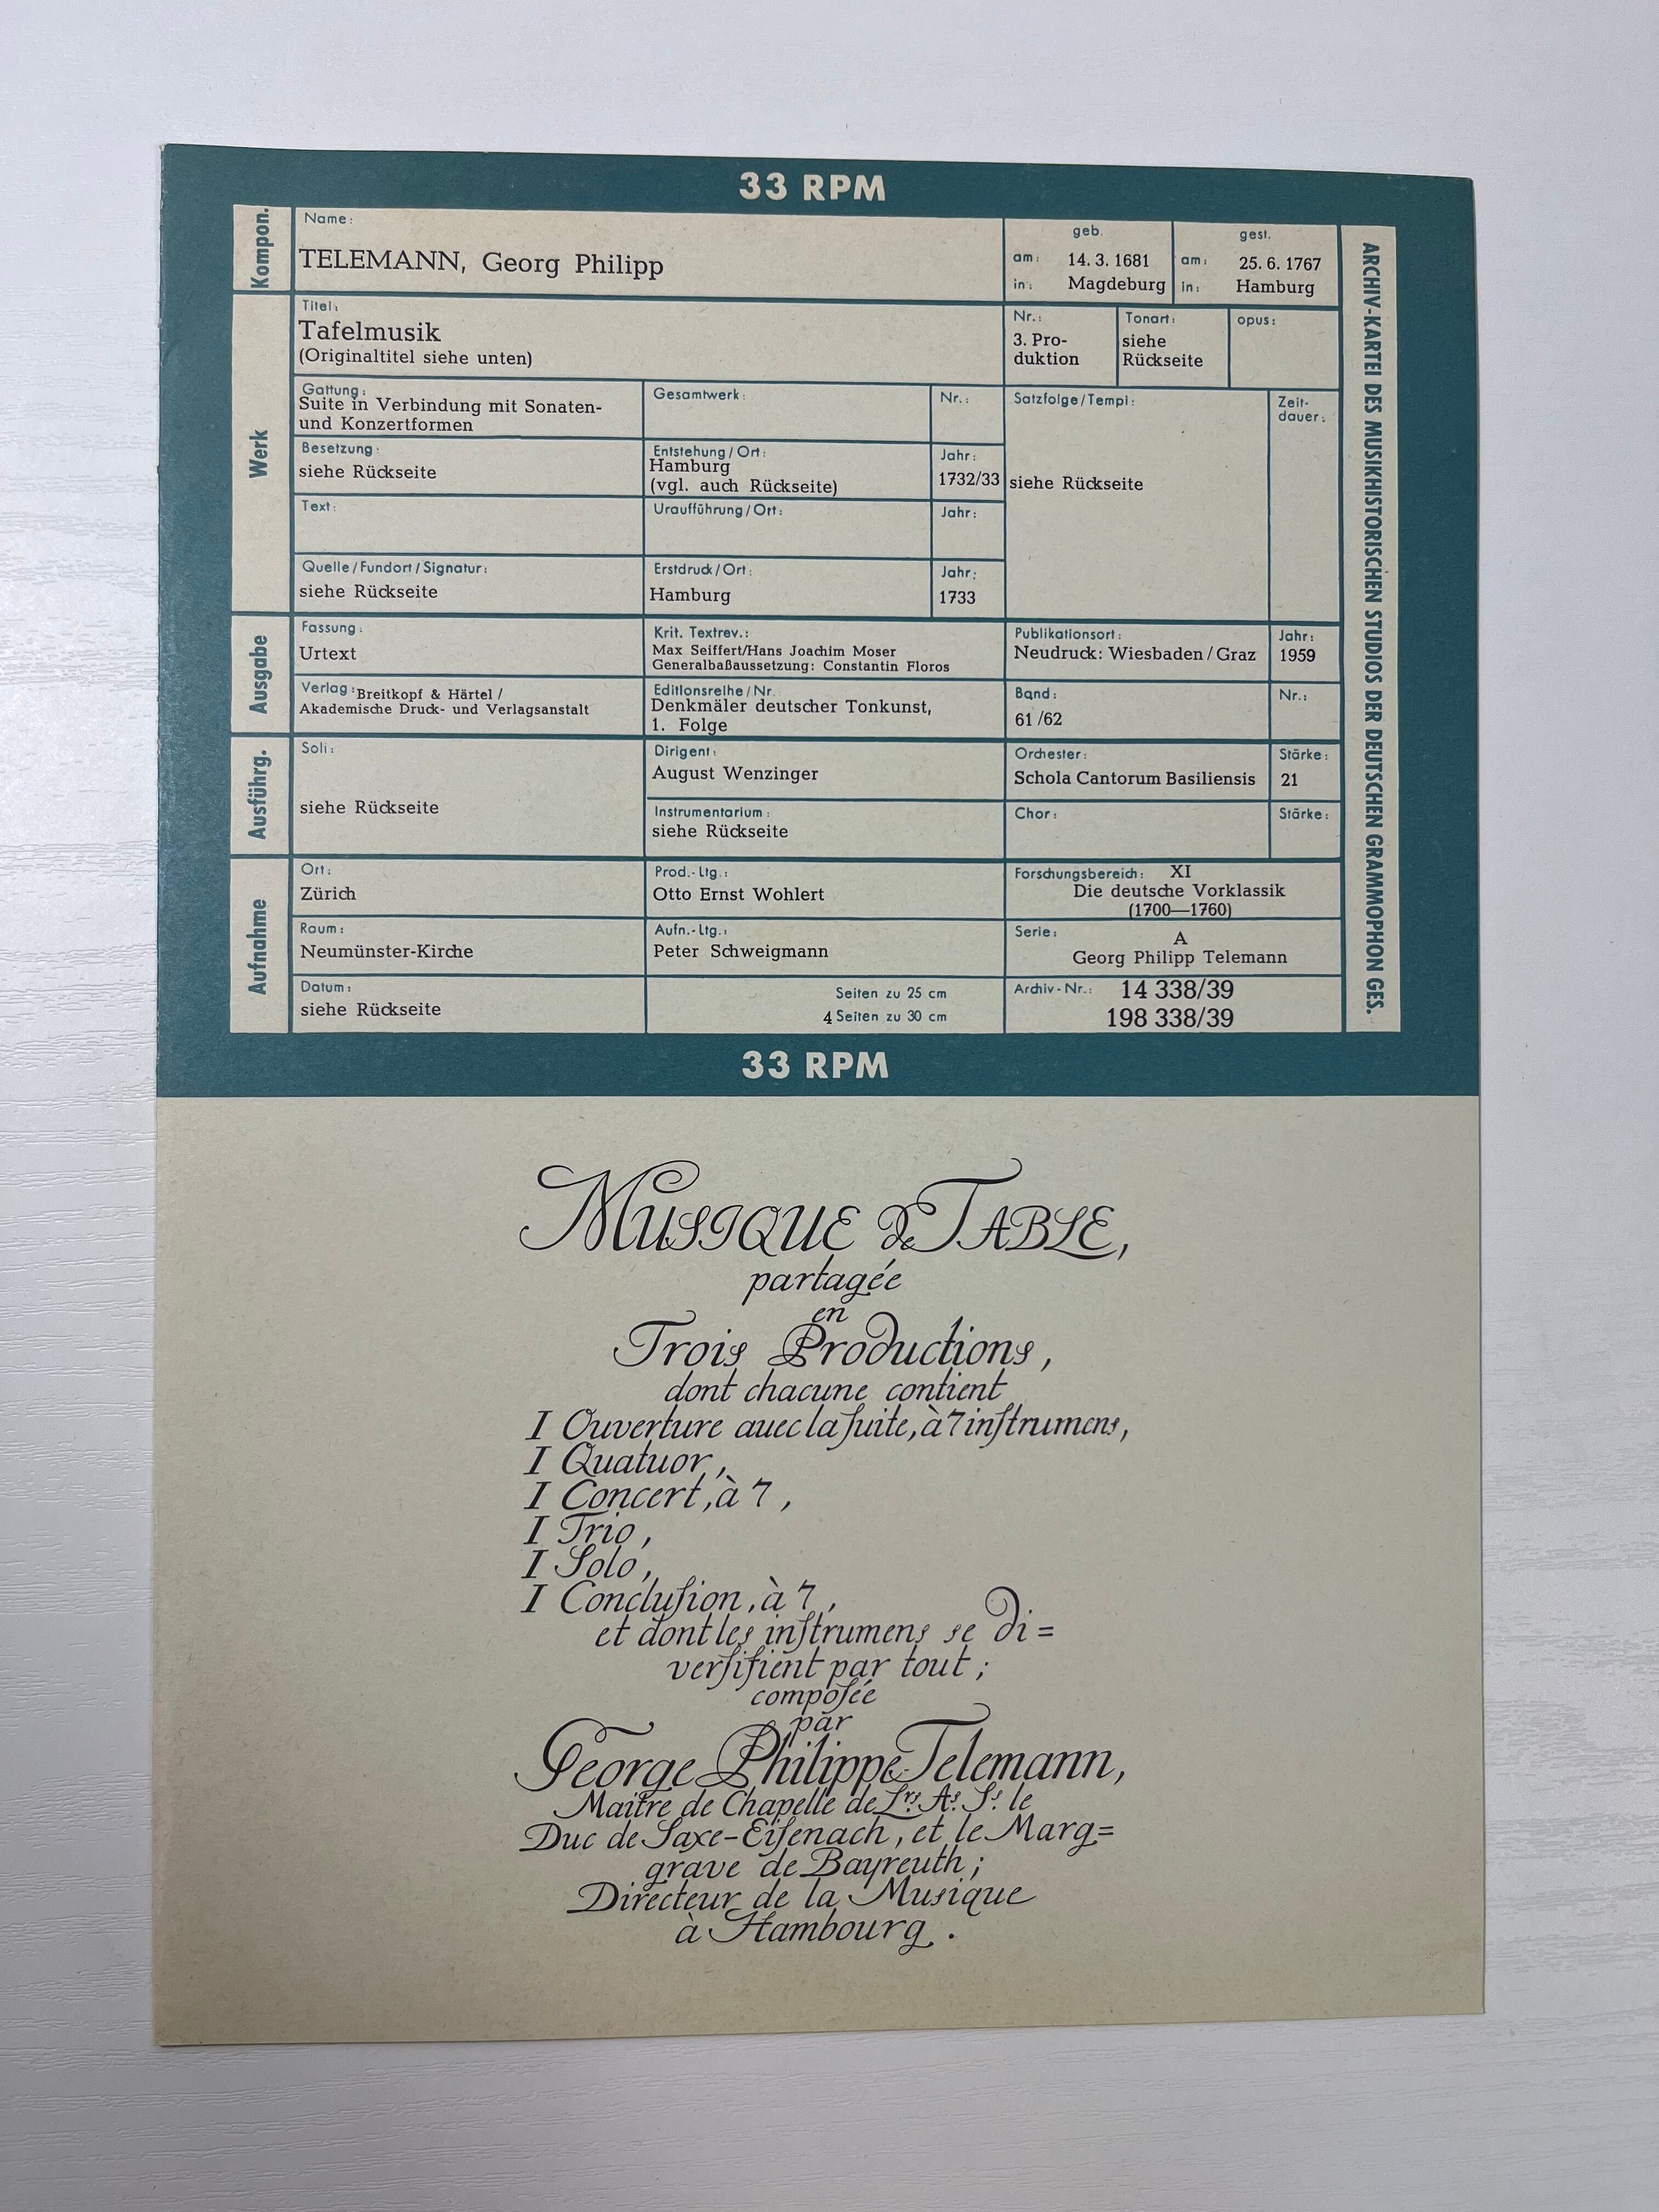 33 RPM
Kompon.
Name:
TELEMANN, Georg Philipp
geb.
am: 14. 3. 1681
in: Magdeburg
gest.
am: 25. 6. 1767
in: Hamburg
Werk
Titel:
Tafelmusik
(Originaltitel siehe unten)
Nr.:
3. Pro-
duktion
Tonart:
siehe
Rückseite
opus:
Gattung:
Suite in Verbindung mit Sonaten-
und Konzertformen
Gesamtwerk:
Nr.:
Satzfolge/Tempi:
siehe Rückseite
Zeit-
dauer:
Besetzung:
siehe Rückseite
Entstehung/Ort:
Hamburg
(vgl. auch Rückseite)
Jahr:
1732/33
Text:
Uraufführung/Ort:
Jahr:
Quelle/Fundort/Signatur:
siehe Rückseite
Erstdruck/Ort:
Hamburg
Jahr:
1733
Ausgabe
Fassung:
Urtext
Krit. Textrev.:
Max Seiffert/Hans Joachim Moser
Generalbaßaussetzung: Constantin Floros
Publikationsort:
Neudruck: Wiesbaden/Graz
Jahr:
1959
Verlag: Breitkopf & Härtel /
Akademische Druck- und Verlagsanstalt
Editionsreihe/Nr.
Denkmäler deutscher Tonkunst,
1. Folge
Band:
61/62
Nr.:
Ausführg.
Soli:
siehe Rückseite
Dirigent:
August Wenzinger
Orchester:
Schola Cantorum Basiliensis
Stärke:
21
Instrumentarium:
siehe Rückseite
Chor:
Stärke:
Aufnahme
Ort:
Zürich
Prod.-Ltg.:
Otto Ernst Wohlert
Forschungsbereich: XI
Die deutsche Vorklassik
(1700—1760)
Raum:
Neumünster-Kirche
Aufn.-Ltg.:
Peter Schweigmann
Serie:
A
Georg Philipp Telemann
Datum:
siehe Rückseite
Seiten zu 25 cm
4 Seiten zu 30 cm
Archiv-Nr.: 14 338/39
198 338/39
ARCHIV-KARTEI DES MUSIKHISTORISCHEN STUDIOS DER DEUTSCHEN GRAMMOPHON GES.
33 RPM
MUSIQUE de TABLE,
partagée
en
Trois Productions,
dont chacune contient
I Ouverture auec la ſuite, à 7 inſtrumens,
I Quatuor,
I Concert, à 7,
I Trio,
I Solo,
I Concluſion, à 7,
et dont les inſtrumens se di=
verſifient par tout;
compoſée
par
George Philippe Telemann,
Maitre de Chapelle de L.rs A.s S.s le
Duc de Saxe-Eiſenach, et le Marg=
grave de Bayreuth;
Directeur de la Musique
à Hambourg.